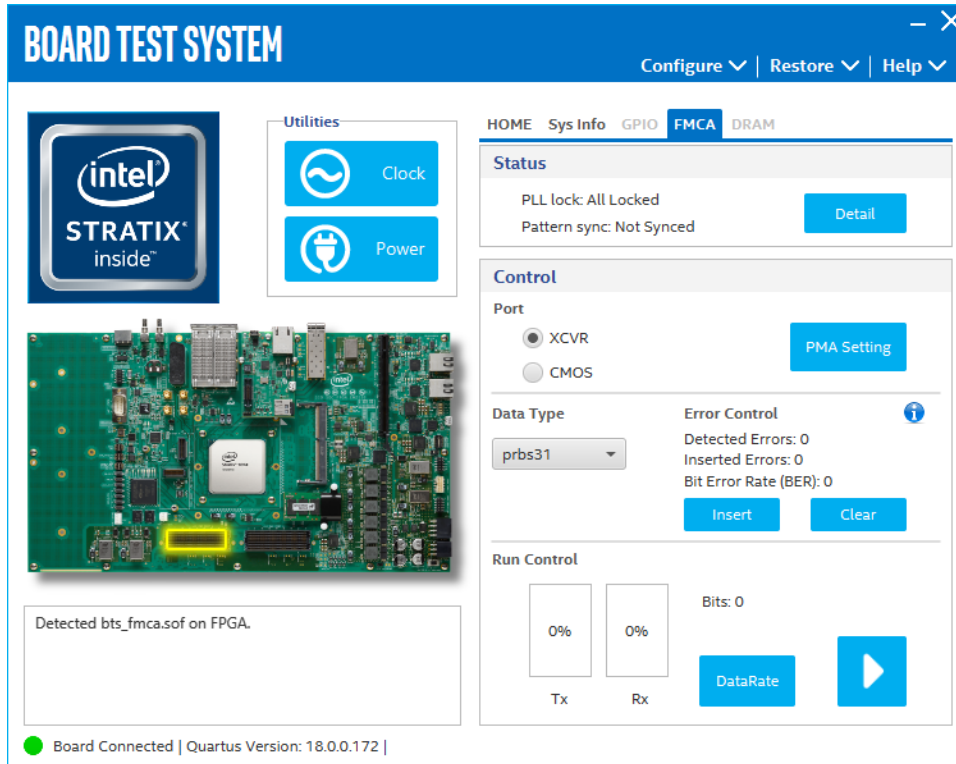 BOARD TEST SYSTEM
Configure | Restore | Help
intel
STRATIX
inside™
Utilities
Clock
Power
HOME Sys Info GPIO FMCA DRAM
Status
PLL lock: All Locked
Pattern sync: Not Synced
Detail
Control
Port
XCVR
CMOS
PMA Setting
Data Type
prbs31
Error Control
Detected Errors: 0
Inserted Errors: 0
Bit Error Rate (BER): 0
Insert Clear
Run Control
0% 0%
Tx Rx
Bits: 0
DataRate
Detected bts_fmca.sof on FPGA.
Board Connected | Quartus Version: 18.0.0.172 |